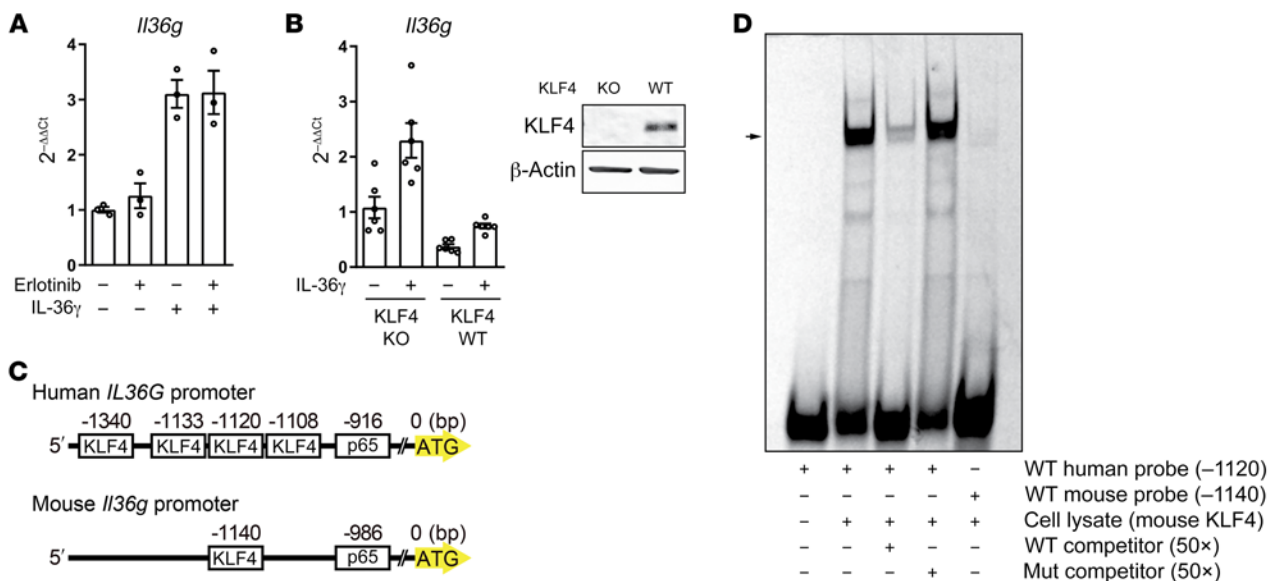 A
Il36g
2−ΔΔCt
4
3
2
1
0
Erlotinib − + − +
IL-36γ − − + +
B
Il36g
2−ΔΔCt
4
3
2
1
0
IL-36γ − + − +
KLF4 KLF4
KO WT
KLF4 KO WT
KLF4
β-Actin
C
Human IL36G promoter
-1340 -1133 -1120 -1108 -916 0 (bp)
5′ KLF4 KLF4 KLF4 KLF4 p65 // ATG
Mouse Il36g promoter
-1140 -986 0 (bp)
5′ KLF4 p65 // ATG
D
+ + + + − WT human probe (−1120)
− − − − + WT mouse probe (−1140)
− + + + + Cell lysate (mouse KLF4)
− − + − − WT competitor (50×)
− − − + − Mut competitor (50×)